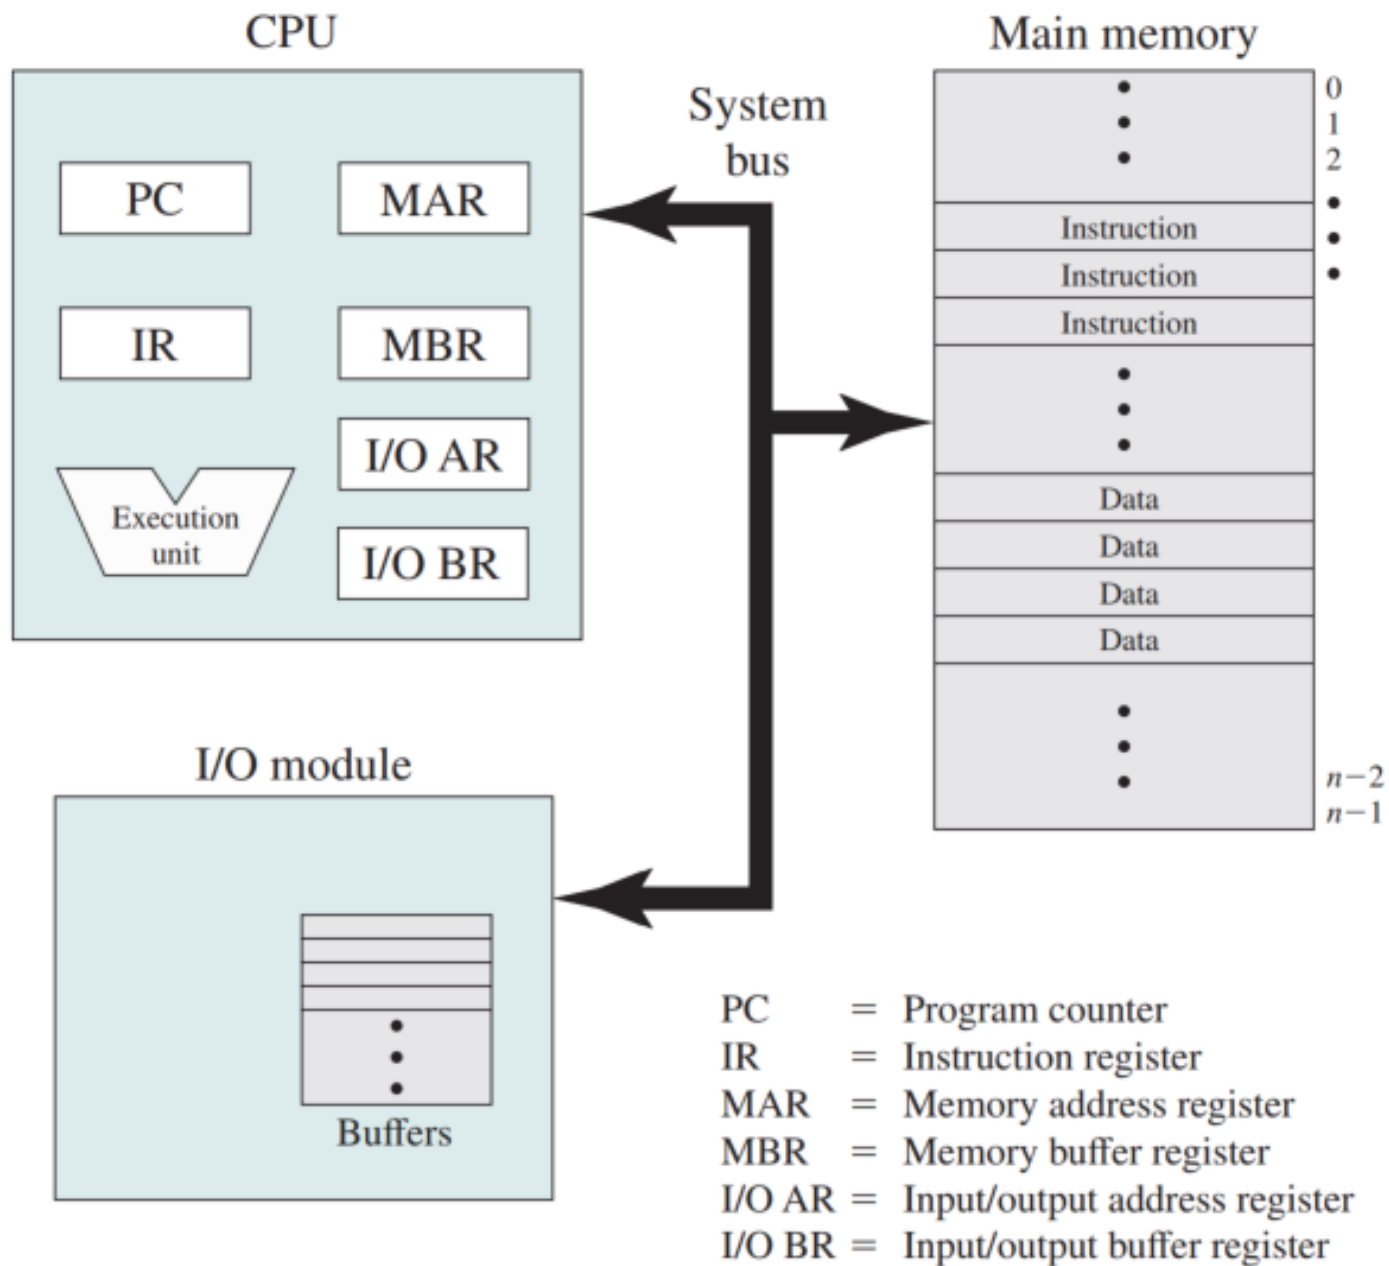 CPU
Main memory
System
bus
PC
MAR
IR
MBR
I/O AR
I/O BR
Execution
unit
0
1
2
Instruction
Instruction
Instruction
Data
Data
Data
Data
n−2
n−1
I/O module
Buffers
PC = Program counter
IR = Instruction register
MAR = Memory address register
MBR = Memory buffer register
I/O AR = Input/output address register
I/O BR = Input/output buffer register